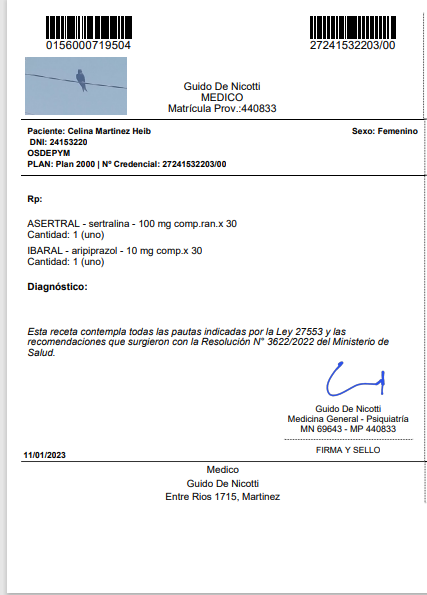 0156000719504
27241532203/00
Guido De Nicotti
MEDICO
Matrícula Prov.:440833
Paciente: Celina Martinez Heib
Sexo: Femenino
DNI: 24153220
OSDEPYM
PLAN: Plan 2000 | Nº Credencial: 27241532203/00
Rp:
ASERTRAL - sertralina - 100 mg comp.ran.x 30
Cantidad: 1 (uno)
IBARAL - aripiprazol - 10 mg comp.x 30
Cantidad: 1 (uno)
Diagnóstico:
Esta receta contempla todas las pautas indicadas por la Ley 27553 y las
recomendaciones que surgieron con la Resolución N° 3622/2022 del Ministerio de
Salud.
Guido De Nicotti
Medicina General - Psiquiatría
MN 69643 - MP 440833
FIRMA Y SELLO
11/01/2023
Medico
Guido De Nicotti
Entre Rios 1715, Martinez